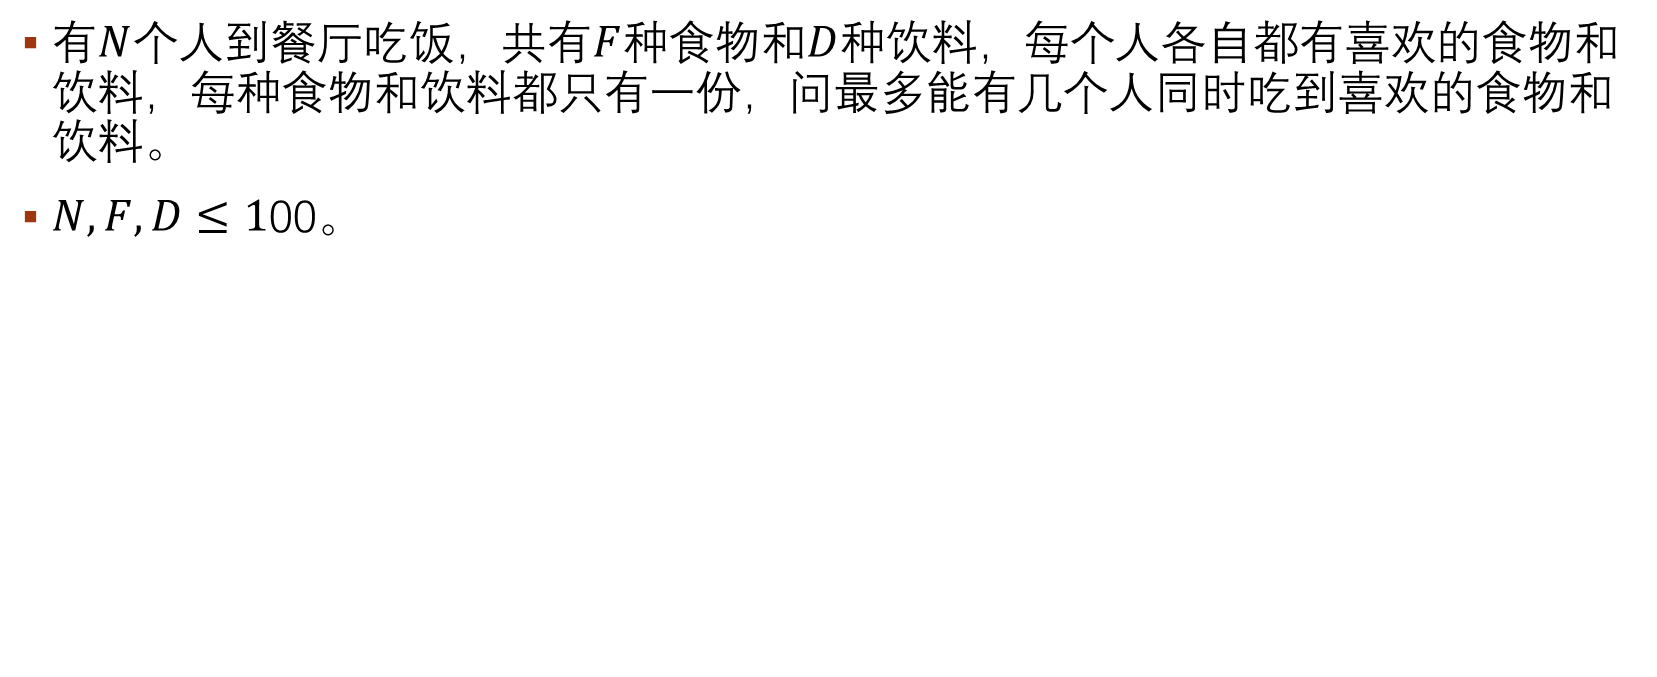 ▪ 有N个人到餐厅吃饭，共有F种食物和D种饮料，每个人各自都有喜欢的食物和
饮料，每种食物和饮料都只有一份，问最多能有几个人同时吃到喜欢的食物和
饮料。
▪ N, F, D ≤ 100。